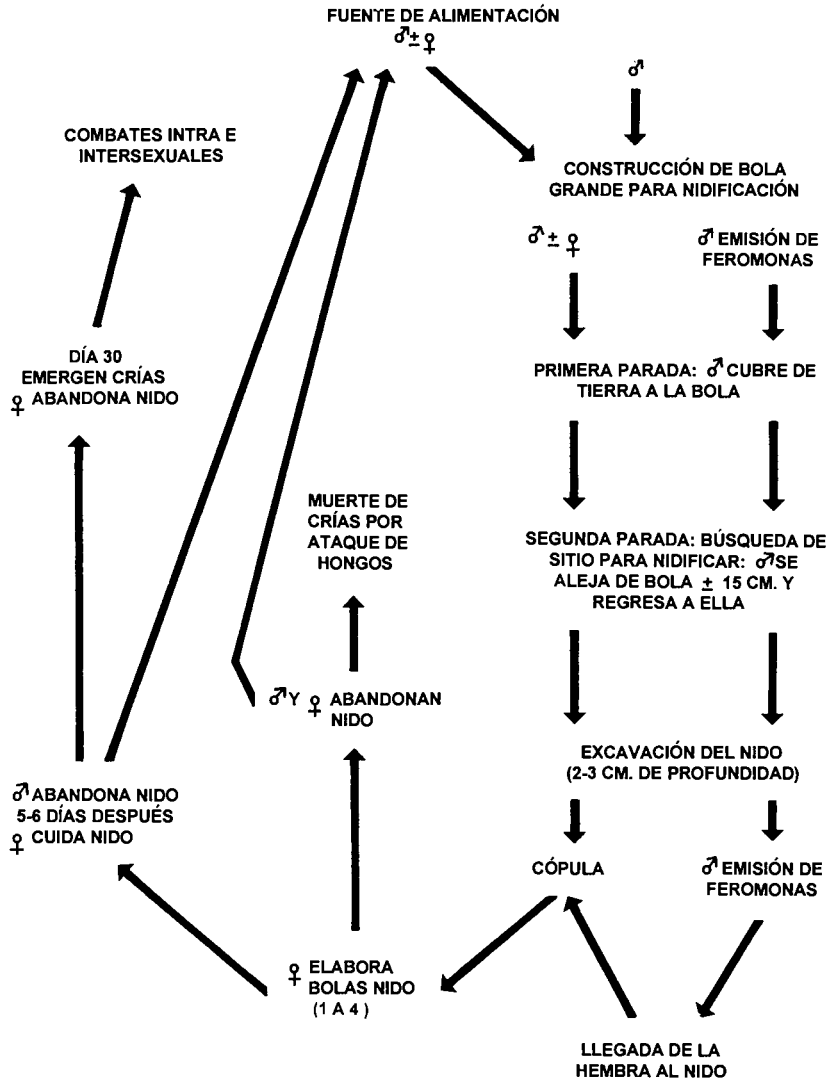 FUENTE DE ALIMENTACIÓN
♂±♀
♂
COMBATES INTRA E
INTERSEXUALES
CONSTRUCCIÓN DE BOLA
GRANDE PARA NIDIFICACIÓN
♂ ± ♀
♂ EMISIÓN DE
FEROMONAS
DÍA 30
EMERGEN CRÍAS
♀ ABANDONA NIDO
PRIMERA PARADA: ♂ CUBRE DE
TIERRA A LA BOLA
MUERTE DE
CRÍAS POR
ATAQUE DE
HONGOS
SEGUNDA PARADA: BÚSQUEDA DE
SITIO PARA NIDIFICAR: ♂ SE
ALEJA DE BOLA ± 15 CM. Y
REGRESA A ELLA
♂ Y ♀ ABANDONAN
NIDO
EXCAVACIÓN DEL NIDO
(2-3 CM. DE PROFUNDIDAD)
♂ ABANDONA NIDO
5-6 DÍAS DESPUÉS
♀ CUIDA NIDO
CÓPULA
♂ EMISIÓN DE
FEROMONAS
♀ ELABORA
BOLAS NIDO
(1 A 4)
LLEGADA DE LA
HEMBRA AL NIDO